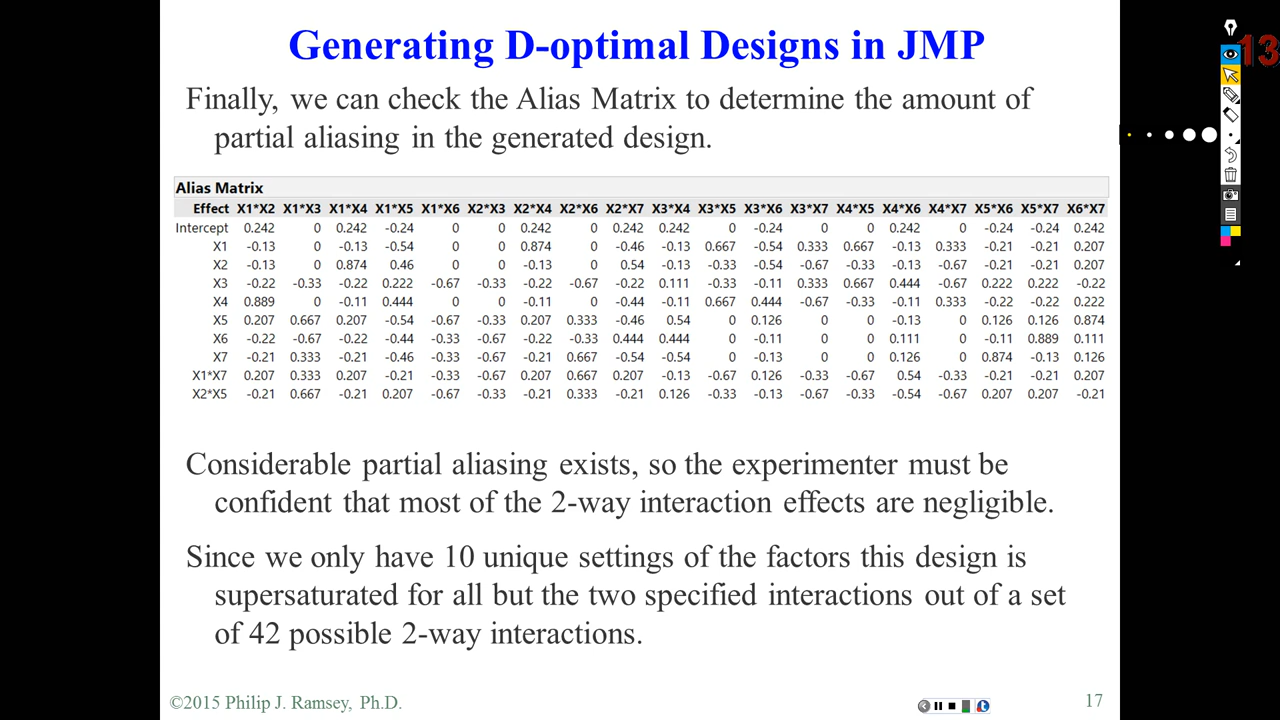 Generating D-optimal Designs in JMP
13
Finally, we can check the Alias Matrix to determine the amount of
partial aliasing in the generated design.
Alias Matrix
Effect X1*X2 X1*X3 X1*X4 X1*X5 X1*X6 X2*X3 X2*X4 X2*X6 X2*X7 X3*X4 X3*X5 X3*X6 X3*X7 X4*X5 X4*X6 X4*X7 X5*X6 X5*X7 X6*X7
Intercept 0.242 0 0.242 -0.24 0 0 0.242 0 0.242 0.242 0 -0.24 0 0 0.242 0 -0.24 -0.24 0.242
X1 -0.13 0 -0.13 -0.54 0 0 0.874 0 -0.46 -0.13 0.667 -0.54 0.333 0.667 -0.13 0.333 -0.21 -0.21 0.207
X2 -0.13 0 0.874 0.46 0 0 -0.13 0 0.54 -0.13 -0.33 -0.54 -0.67 -0.33 -0.13 -0.67 -0.21 -0.21 0.207
X3 -0.22 -0.33 -0.22 0.222 -0.67 -0.33 -0.22 -0.67 -0.22 0.111 -0.33 -0.11 0.333 0.667 0.444 -0.67 0.222 0.222 -0.22
X4 0.889 0 -0.11 0.444 0 0 -0.11 0 -0.44 -0.11 0.667 0.444 -0.67 -0.33 -0.11 0.333 -0.22 -0.22 0.222
X5 0.207 0.667 0.207 -0.54 -0.67 -0.33 0.207 0.333 -0.46 0.54 0 0.126 0 0 -0.13 0 0.126 0.126 0.874
X6 -0.22 -0.67 -0.22 -0.44 -0.33 -0.67 -0.22 -0.33 0.444 0.444 0 -0.11 0 0 0.111 0 -0.11 0.889 0.111
X7 -0.21 0.333 -0.21 -0.46 -0.33 -0.67 -0.21 0.667 -0.54 -0.54 0 -0.13 0 0 0.126 0 0.874 -0.13 0.126
X1*X7 0.207 0.333 0.207 -0.21 -0.33 -0.67 0.207 0.667 0.207 -0.13 -0.67 0.126 -0.33 -0.67 0.54 -0.33 -0.21 -0.21 0.207
X2*X5 -0.21 0.667 -0.21 0.207 -0.67 -0.33 -0.21 0.333 -0.21 0.126 -0.33 -0.13 -0.67 -0.33 -0.54 -0.67 0.207 0.207 -0.21
Considerable partial aliasing exists, so the experimenter must be
confident that most of the 2-way interaction effects are negligible.
Since we only have 10 unique settings of the factors this design is
supersaturated for all but the two specified interactions out of a set
of 42 possible 2-way interactions.
©2015 Philip J. Ramsey, Ph.D.
17